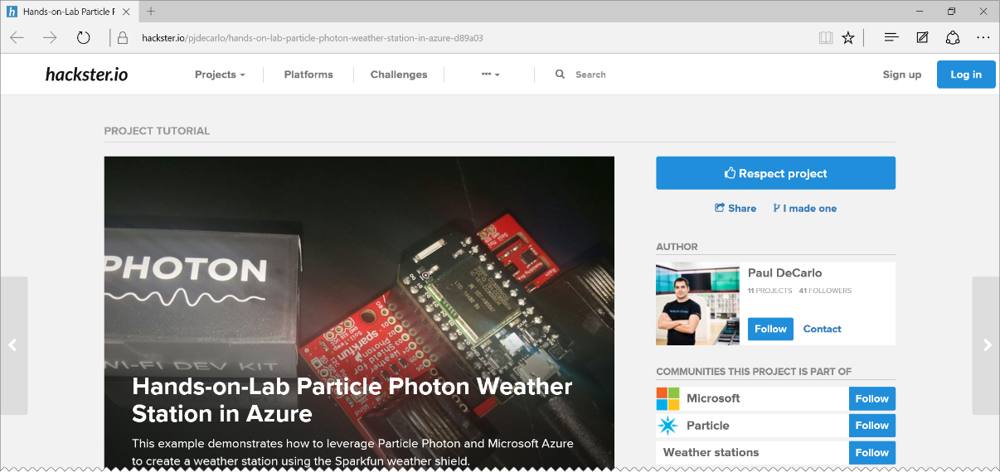 Hands-on-Lab Particle P
hackster.io/pjdecarlo/hands-on-lab-particle-photon-weather-station-in-azure-d89a03
hackster.io
Projects
Platforms
Challenges
Search
Sign up
Log in
PROJECT TUTORIAL
PHOTON
WI-FI DEV KIT
sparkfun
Hands-on-Lab Particle Photon Weather
Station in Azure
This example demonstrates how to leverage Particle Photon and Microsoft Azure
to create a weather station using the Sparkfun weather shield.
Respect project
Share
I made one
AUTHOR
Paul DeCarlo
11 PROJECTS 41 FOLLOWERS
Follow
Contact
COMMUNITIES THIS PROJECT IS PART OF
Microsoft
Follow
Particle
Follow
Weather stations
Follow